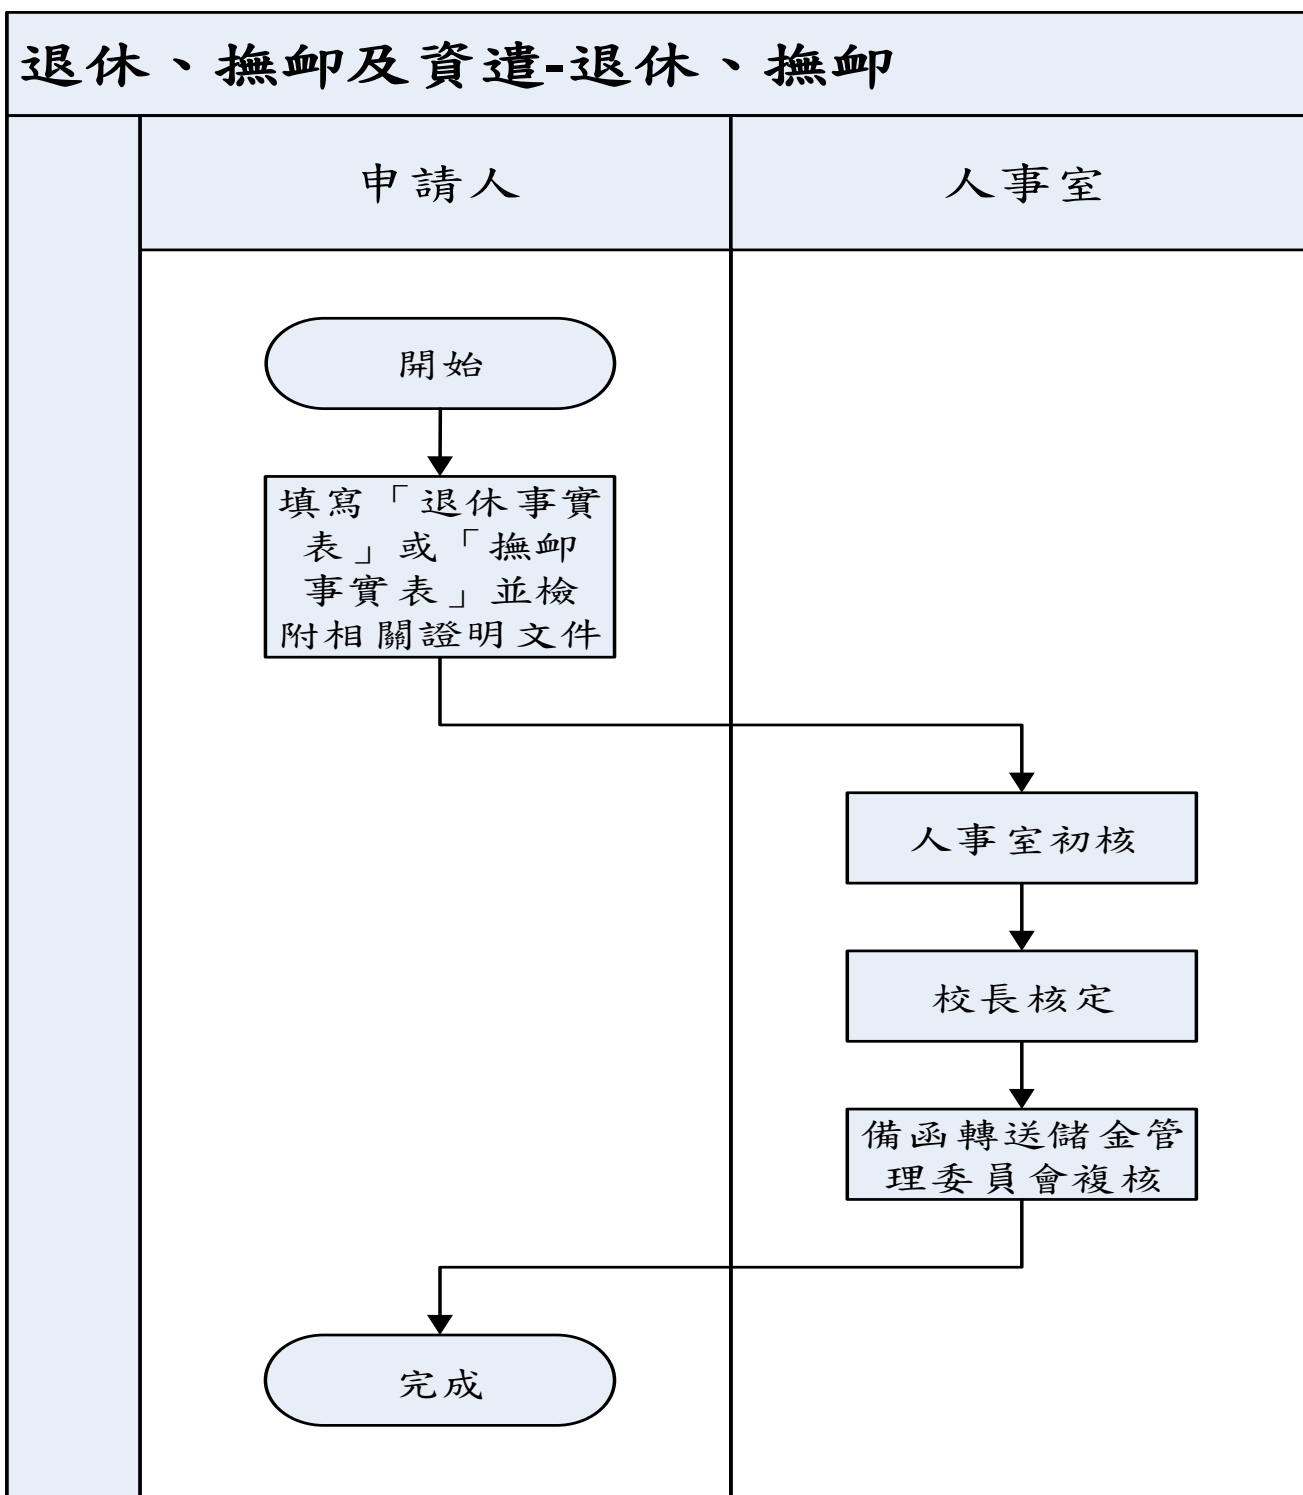 退休、撫卹及資遣-退休、撫卹
申請人
人事室
開始
填寫「退休事實
表」或「撫卹
事實表」並檢
附相關證明文件
人事室初核
校長核定
備函轉送儲金管
理委員會複核
完成